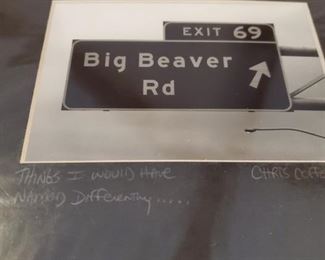 EXIT 69
Big Beaver
Rd
THINGS I WOULD HAVE
NAMED Differently.....
CHRIS